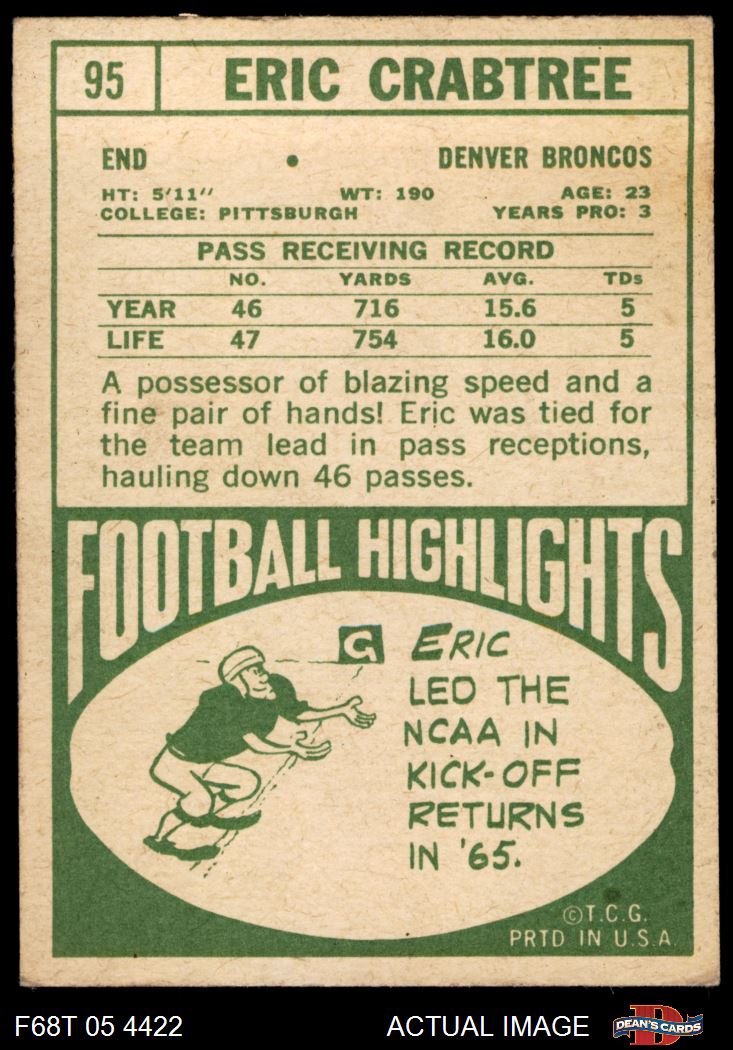 95 ERIC CRABTREE
END • DENVER BRONCOS
HT: 5'11" WT: 190 AGE: 23
COLLEGE: PITTSBURGH YEARS PRO: 3
PASS RECEIVING RECORD
NO. YARDS AVG. TDs
YEAR 46 716 15.6 5
LIFE 47 754 16.0 5
A possessor of blazing speed and a
fine pair of hands! Eric was tied for
the team lead in pass receptions,
hauling down 46 passes.
FOOTBALL HIGHLIGHTS
G
ERIC
LED THE
NCAA IN
KICK-OFF
RETURNS
IN '65.
©T.C.G.
PRTD IN U.S.A.
F68T 05 4422 ACTUAL IMAGE
D
DEAN'S CARDS